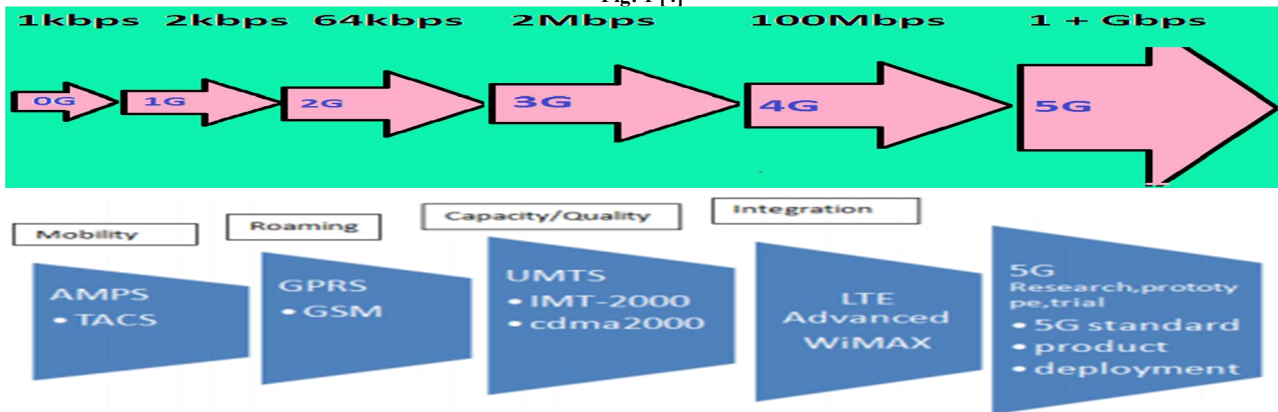 1kbps 2kbps 64kbps 2Mbps 100Mbps 1 + Gbps
0G 1G 2G 3G 4G 5G
Mobility
Roaming
Capacity/Quality
Integration
AMPS
• TACS
GPRS
• GSM
UMTS
• IMT-2000
• cdma2000
LTE
Advanced
WiMAX
5G
Research,prototy
pe,trial
• 5G standard
• product
• deployment